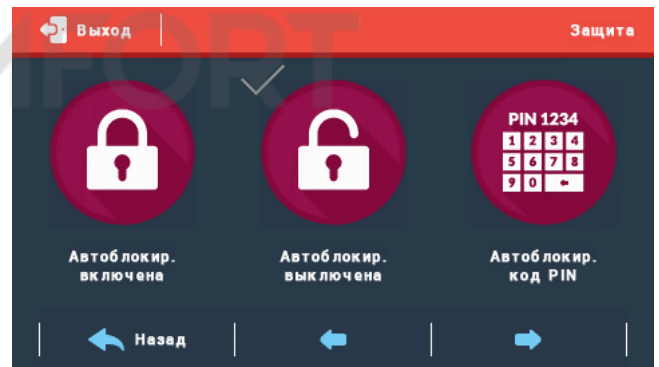 Выход
Защита
MFORT
PIN 1234
1 2 3 4
5 6 7 8
9 0
Автоблокир.
включена
Автоблокир.
выключена
Автоблокир.
код PIN
Назад